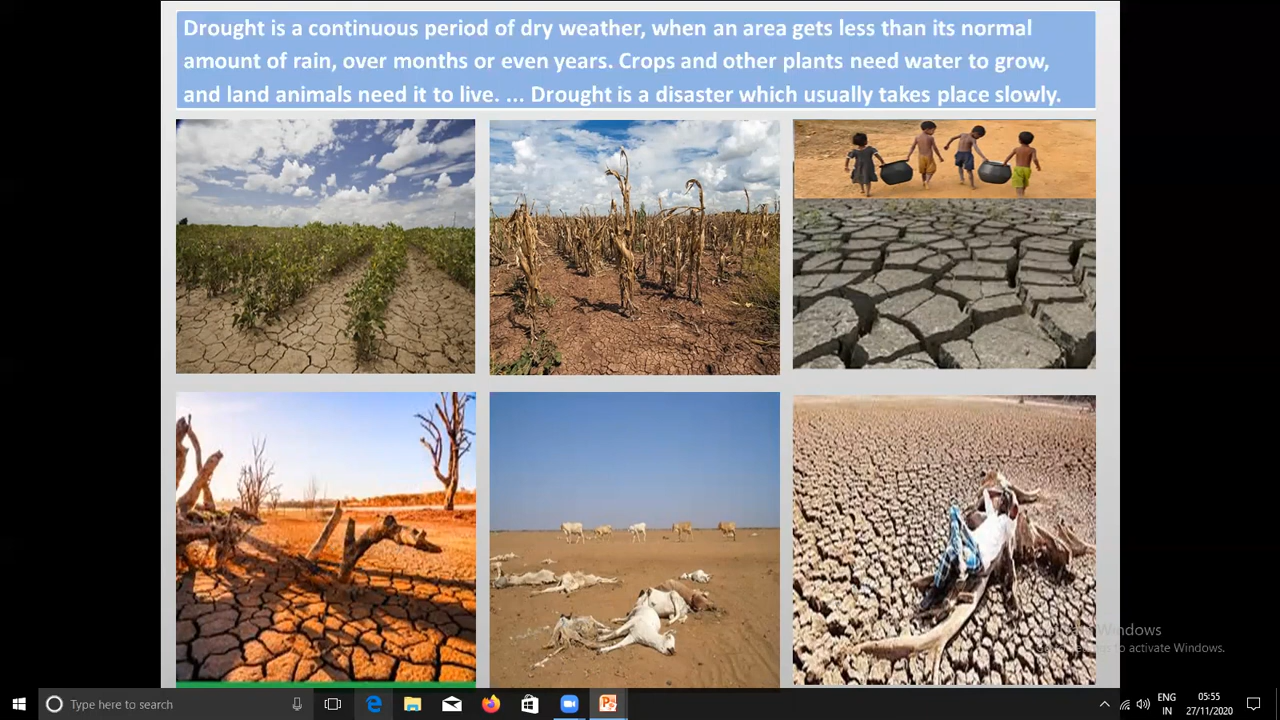 Drought is a continuous period of dry weather, when an area gets less than its normal
amount of rain, over months or even years. Crops and other plants need water to grow,
and land animals need it to live. ... Drought is a disaster which usually takes place slowly.
Windows
to activate Windows.
Type here to search
ENG
IN
05:55
27/11/2020